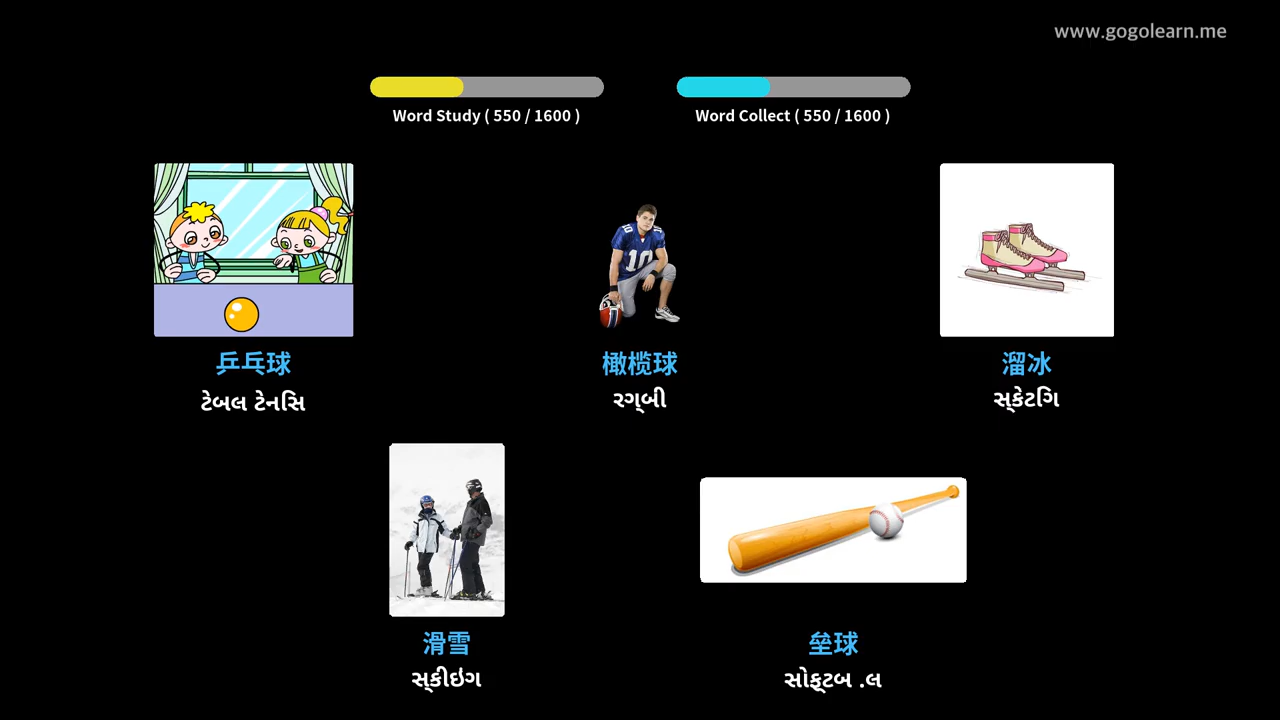 www.gogolearn.me
Word Study ( 550 / 1600 )
Word Collect ( 550 / 1600 )
乒乓球
ટેબલ ટેનસિ
橄榄球
રગ્બી
溜冰
સ્કેટગિ
滑雪
સ્કીઇંગ
垒球
સોફ્ટબ .લ